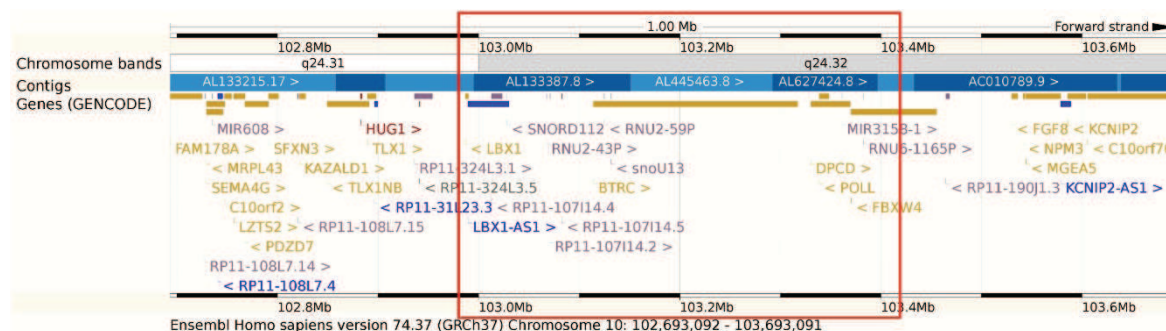 1.00 Mb Forward strand
102.8Mb 103.0Mb 103.2Mb 103.4Mb 103.6Mb
Chromosome bands q24.31 q24.32
Contigs AL133215.17 > AL133387.8 > AL445463.8 > AL627424.8 > AC010789.9 >
Genes (GENCODE)
MIR608 > HUG1 > < SNORD112 < RNU2-59P MIR3158-1 > < FGF8 < KCNIP2
FAM178A > SFXN3 > TLX1 > < LBX1 RNU2-43P > RNU6-1165P > < NPM3 < C10orf76
< MRPL43 KAZALD1 > RP11-324L3.1 > < snoU13 DPCD > < MGEA5
SEMA4G > < TLX1NB < RP11-324L3.5 BTRC > < POLL < RP11-190J1.3 KCNIP2-AS1 >
C10orf2 > < RP11-31L23.3 < RP11-107I14.4 < FBXW4
LZTS2 > < RP11-108L7.15 LBX1-AS1 > < RP11-107I14.5
< PDZD7 RP11-107I14.2 >
RP11-108L7.14 >
< RP11-108L7.4
102.8Mb 103.0Mb 103.2Mb 103.4Mb 103.6Mb
Ensembl Homo sapiens version 74.37 (GRCh37) Chromosome 10: 102,693,092 - 103,693,091